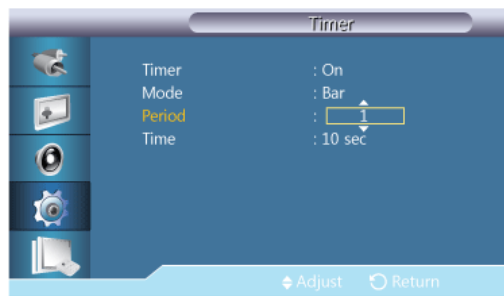 Timer
Timer : On
Mode : Bar
Period : 1
Time : 10 sec
Adjust Return